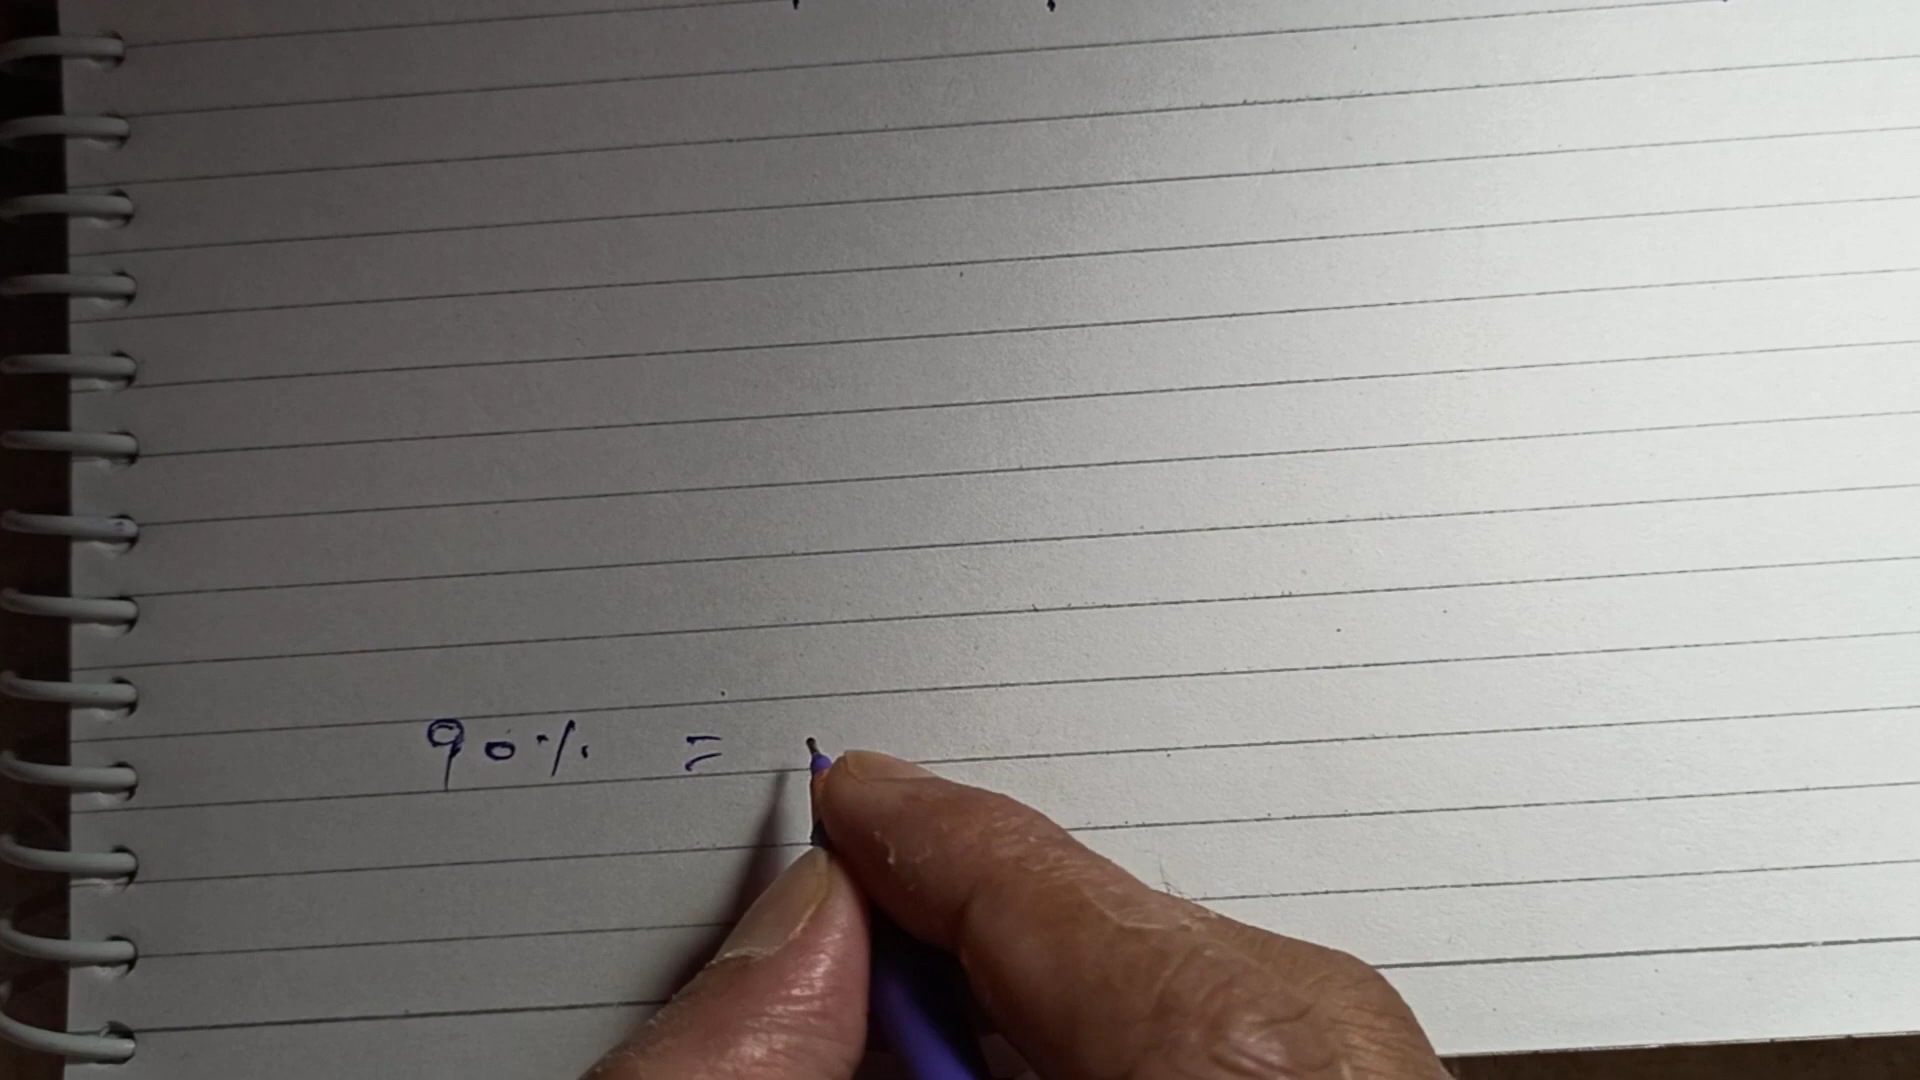 90% =